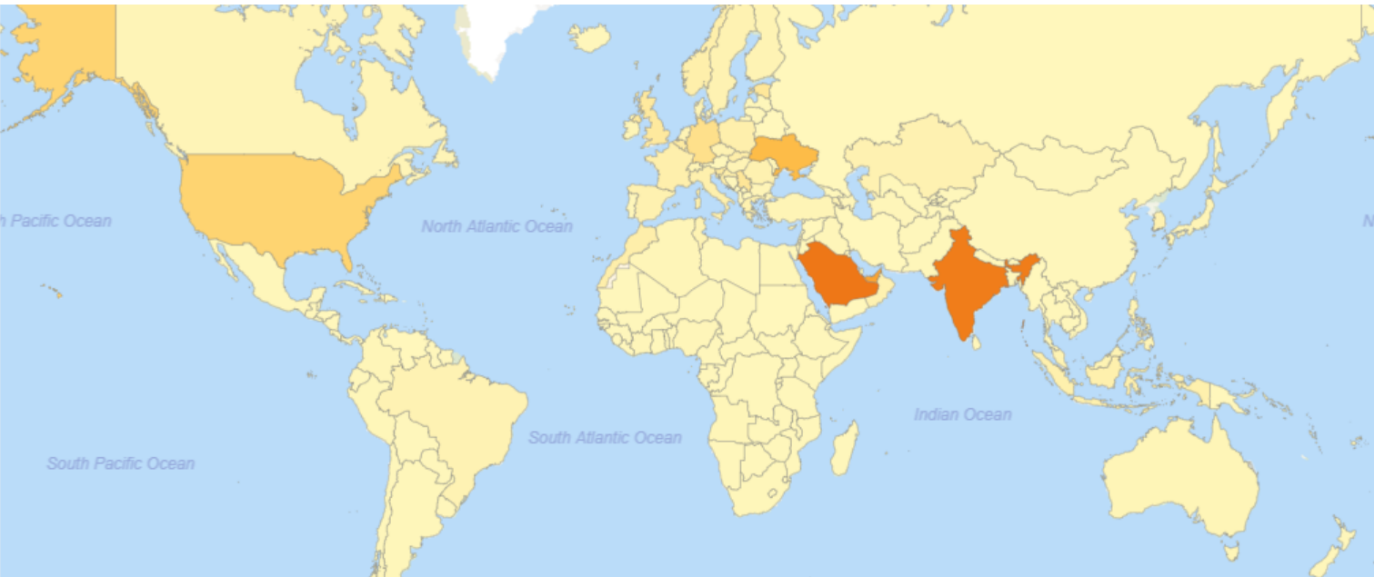 North Atlantic Ocean
h Pacific Ocean
N
Indian Ocean
South Atlantic Ocean
South Pacific Ocean